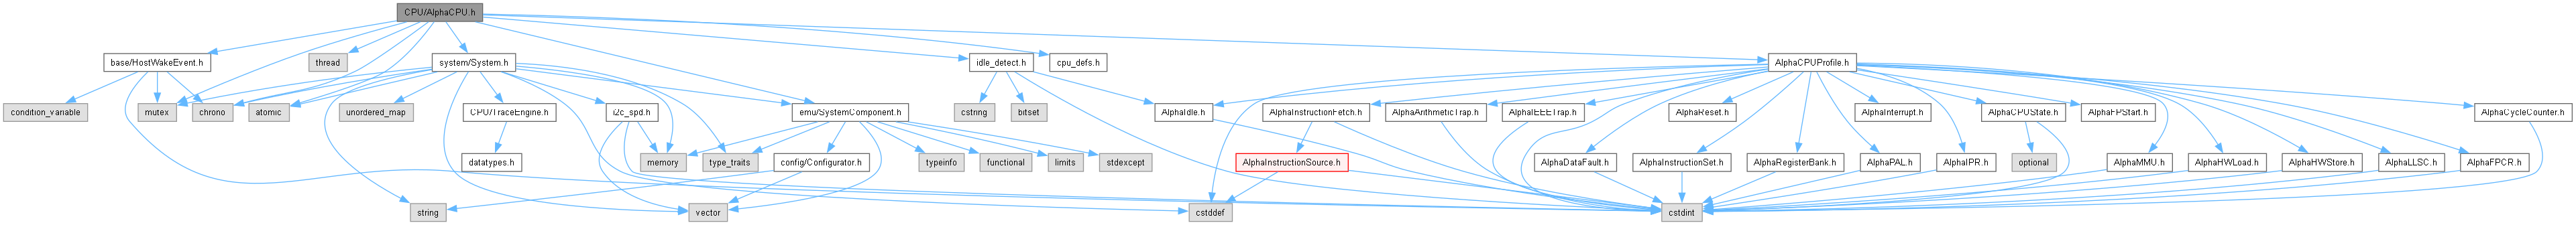 CPU/AlphaCPU.h
base/HostWakeEvent.h
thread
system/System.h
idle_detect.h
cpu_defs.h
AlphaCPUProfile.h
condition_variable
mutex
chrono
atomic
unordered_map
CPU/TraceEngine.h
i2c_spd.h
emu/SystemComponent.h
cstring
bitset
AlphaIdle.h
AlphaInstructionFetch.h
AlphaArithmeticTrap.h
AlphaIEEETrap.h
AlphaReset.h
AlphaInterrupt.h
AlphaCPUState.h
AlphaFPStart.h
AlphaCycleCounter.h
datatypes.h
memory
type_traits
config/Configurator.h
typeinfo
functional
limits
stdexcept
AlphaInstructionSource.h
AlphaDataFault.h
AlphaInstructionSet.h
AlphaRegisterBank.h
AlphaPAL.h
AlphaIPR.h
optional
AlphaMMU.h
AlphaHWLoad.h
AlphaHWStore.h
AlphaLLSC.h
AlphaFPCR.h
string
vector
cstddef
cstdint